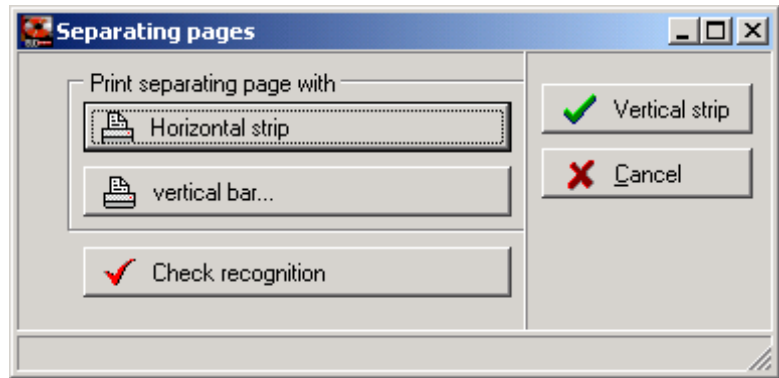 Separating pages
Print separating page with
Horizontal strip
vertical bar...
Check recognition
Vertical strip
Cancel